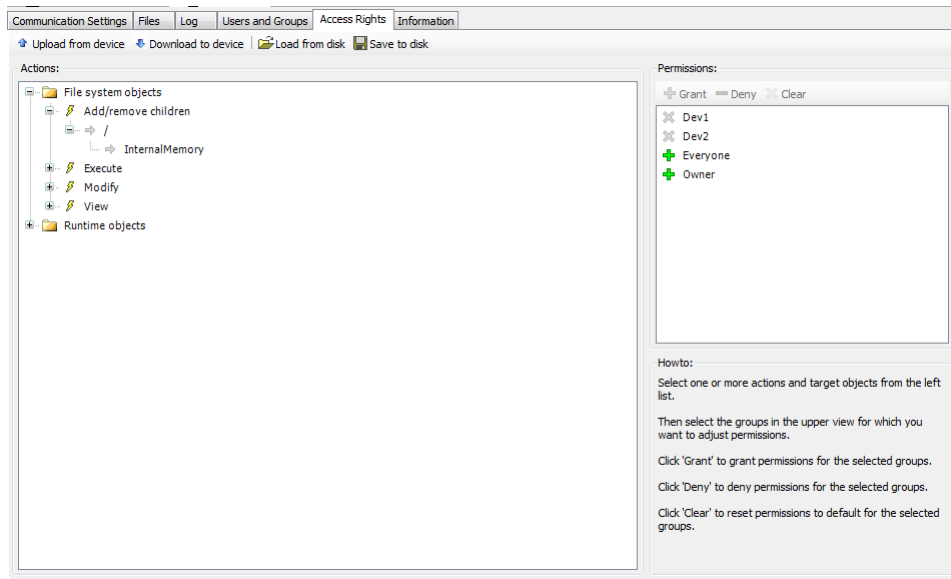 Communication Settings Files Log Users and Groups Access Rights Information
Upload from device Download to device Load from disk Save to disk
Actions:
File system objects
Add/remove children
/
InternalMemory
Execute
Modify
View
Runtime objects
Permissions:
Grant Deny Clear
Dev1
Dev2
Everyone
Owner
Howto:
Select one or more actions and target objects from the left
list.
Then select the groups in the upper view for which you
want to adjust permissions.
Click 'Grant' to grant permissions for the selected groups.
Click 'Deny' to deny permissions for the selected groups.
Click 'Clear' to reset permissions to default for the selected
groups.